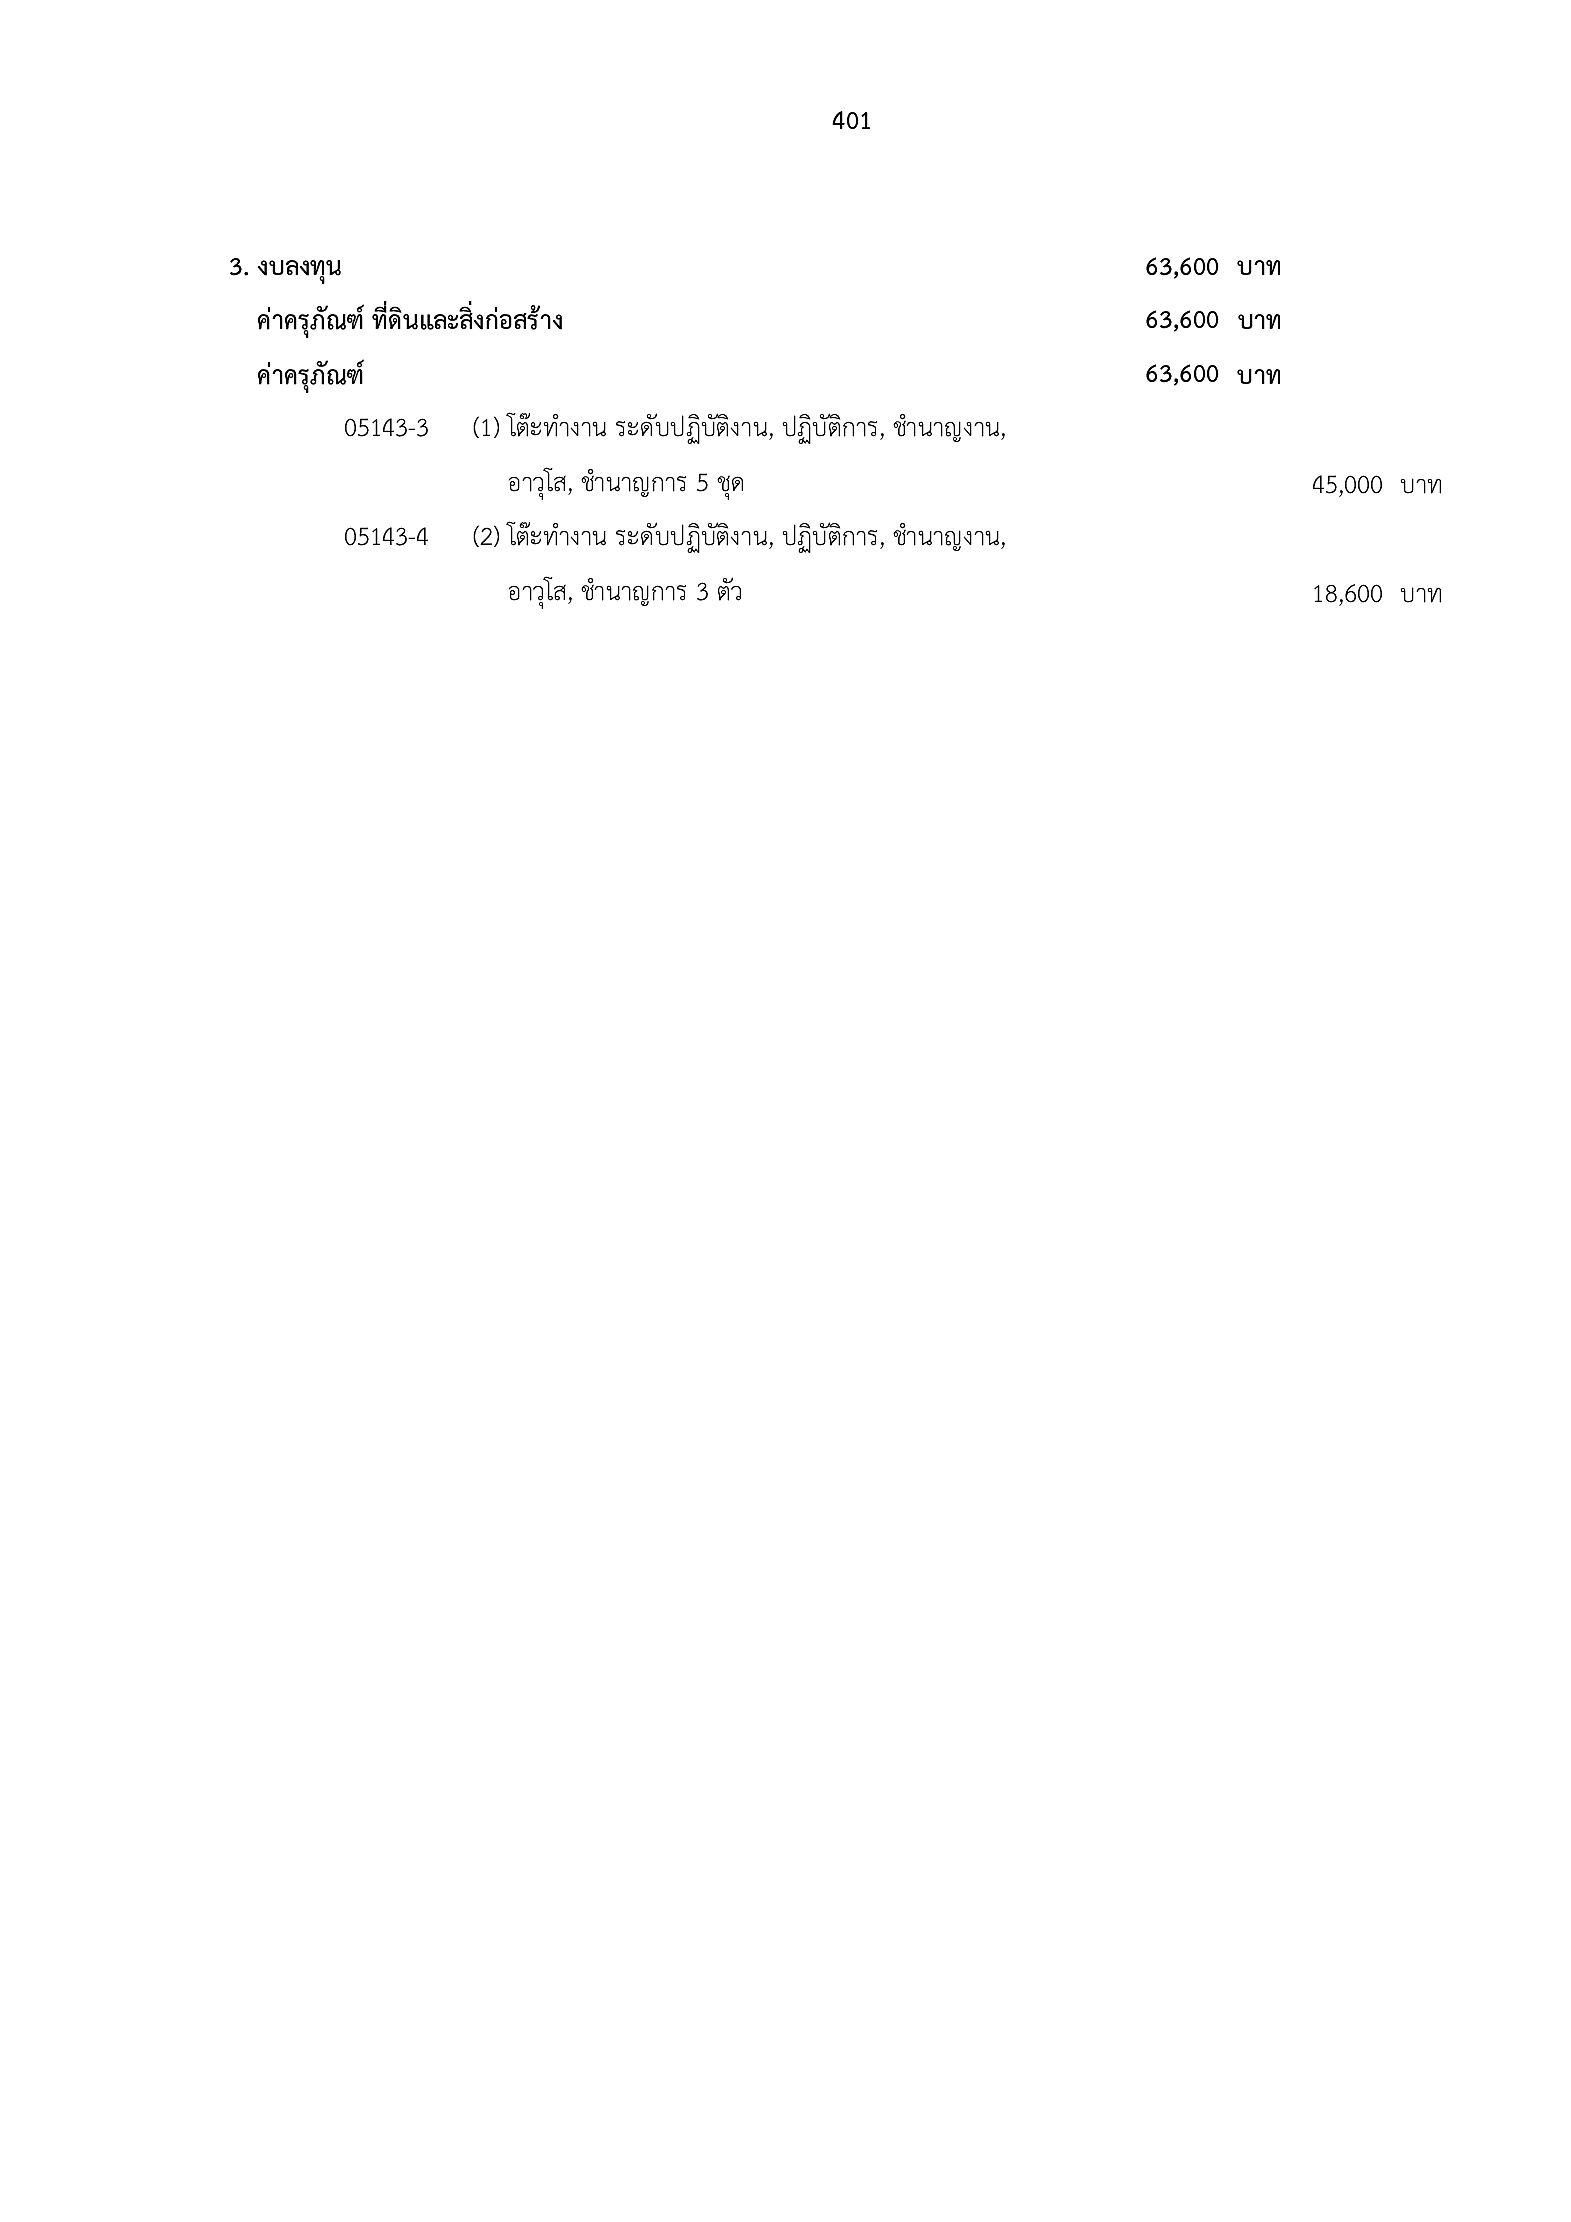 401
3. งบลงทุน 63,600 บาท
ค่าครุภัณฑ์ ที่ดินและสิ่งก่อสร้าง 63,600 บาท
ค่าครุภัณฑ์ 63,600 บาท
05143-3 (1) โต๊ะทำงาน ระดับปฏิบัติงาน, ปฏิบัติการ, ชำนาญงาน,
อาวุโส, ชำนาญการ 5 ชุด 45,000 บาท
05143-4 (2) โต๊ะทำงาน ระดับปฏิบัติงาน, ปฏิบัติการ, ชำนาญงาน,
อาวุโส, ชำนาญการ 3 ตัว 18,600 บาท